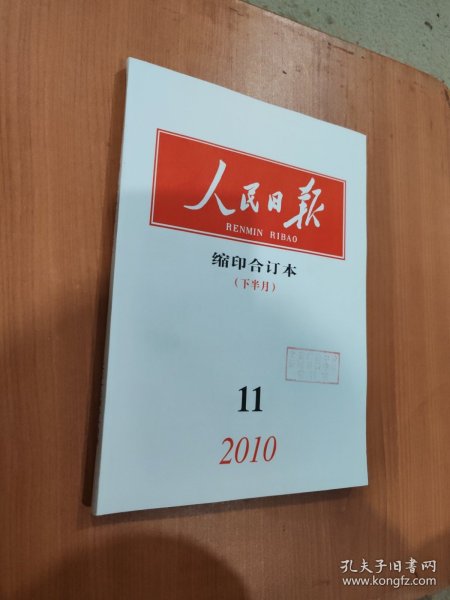 人民日报
RENMIN RIBAO
缩印合订本
(下半月)
11
2010
孔夫子旧书网
www.kongfz.com